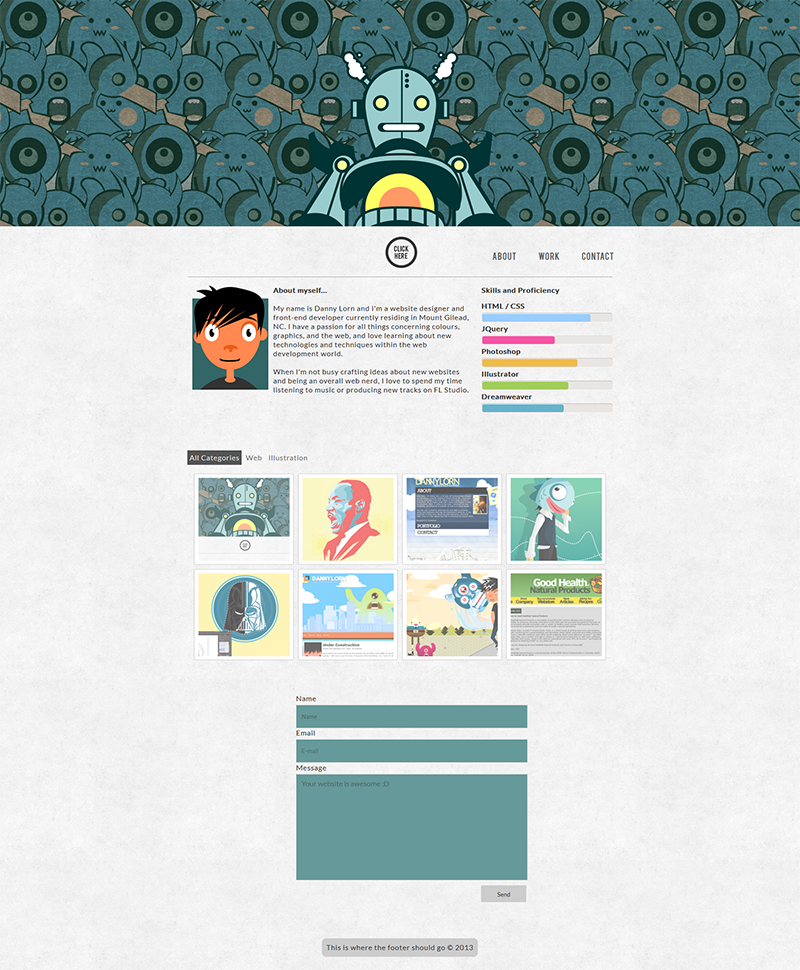 CLICK
HERE
ABOUT
WORK
CONTACT
About myself...
My name is Danny Lorn and I'm a website designer and
front-end developer currently residing in Mount Gilead,
NC. I have a passion for all things concerning colours,
graphics, and the web, and love learning about new
technologies and techniques within the web
development world.
When I'm not busy crafting ideas about new websites
and being an overall web nerd, I love to spend my time
listening to music or producing new tracks on FL Studio.
Skills and Proficiency
HTML / CSS
JQuery
Photoshop
Illustrator
Dreamweaver
All Categories
Web
Illustration
DANNYLORN
ABOUT
PORTFOLIO
CONTACT
DANNYLORN
Under Construction
Good Health
Natural Products
Company
Webstore
News
Articles
Recipes
Name
Name
Email
E-mail
Message
Your website is awesome :D
Send
This is where the footer should go © 2013